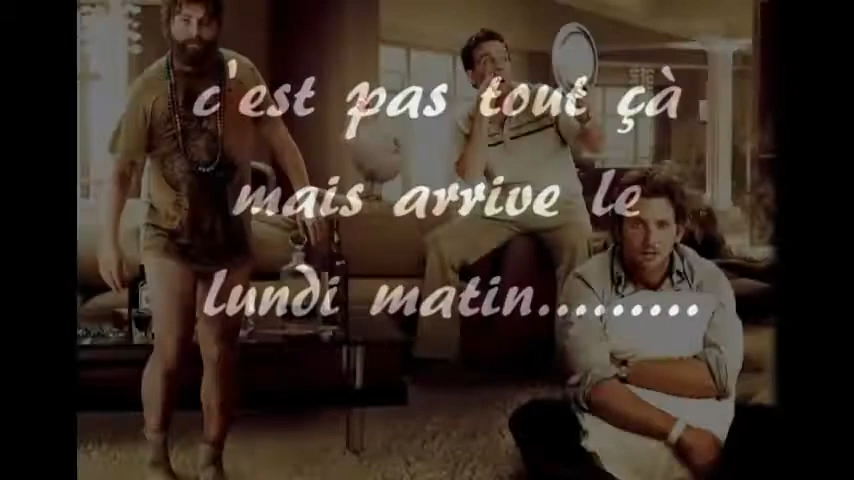 c'est pas tout çà
mais arrive le
lundi matin.........